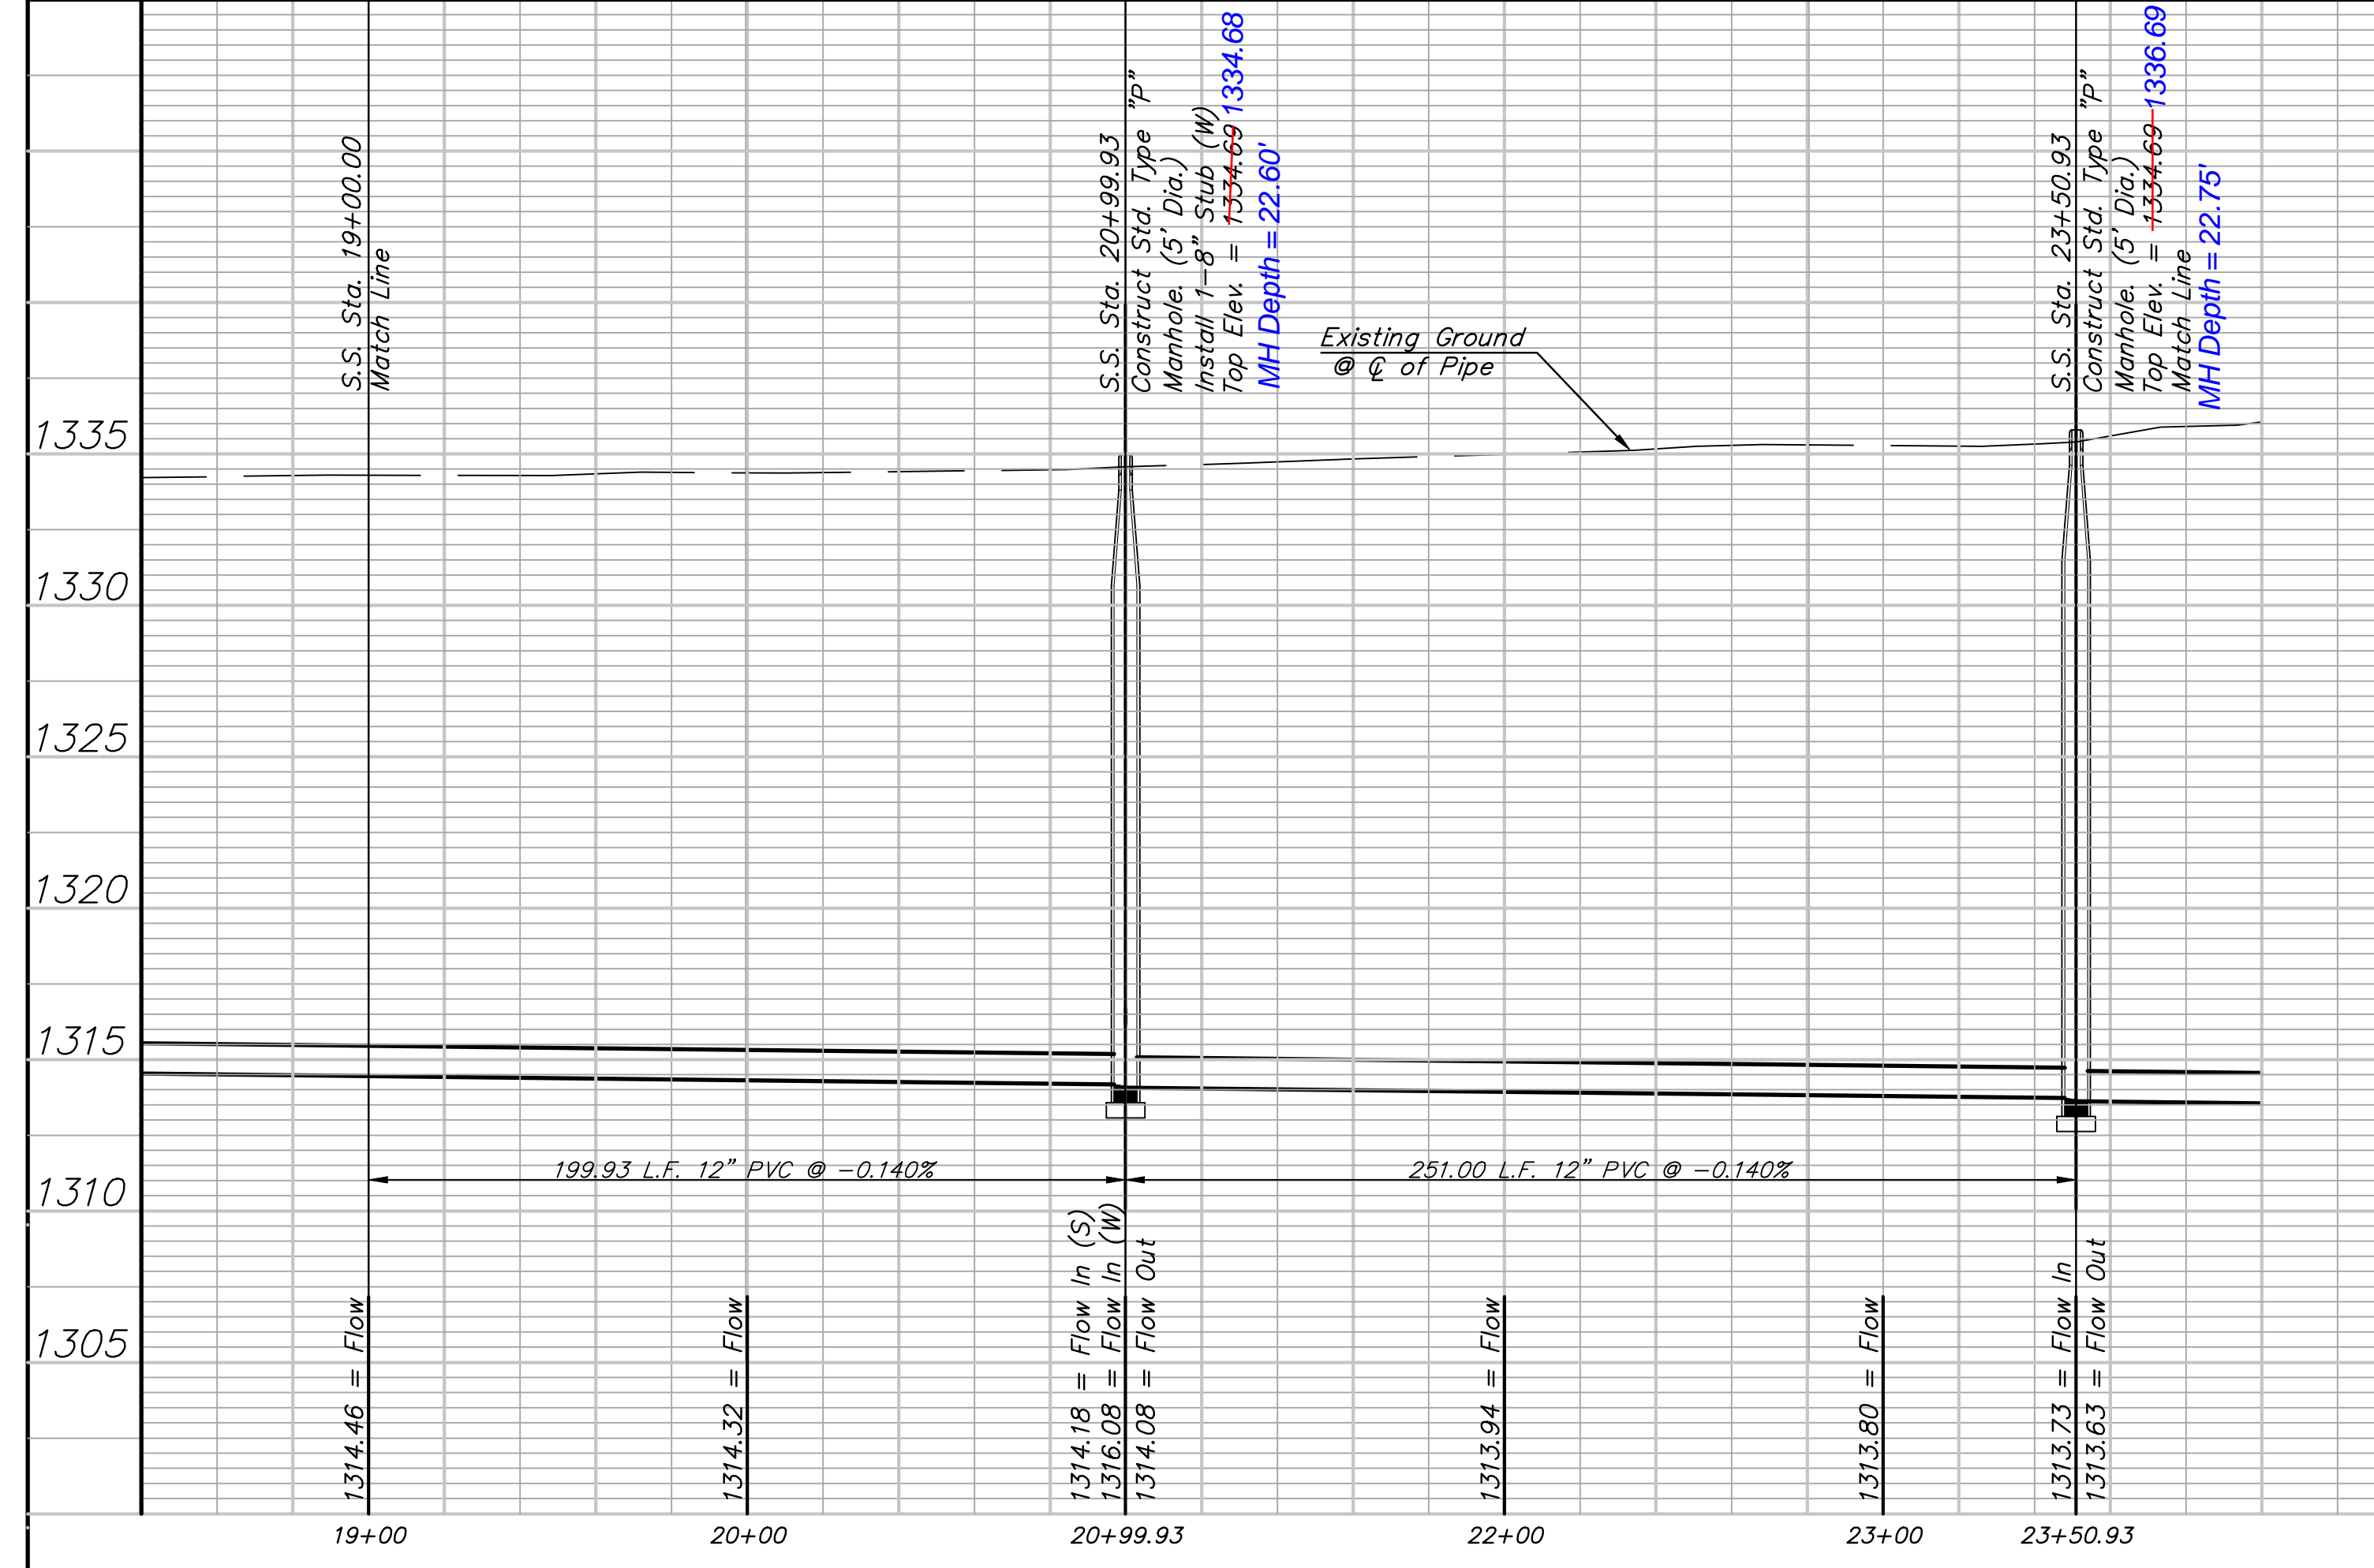 S.S. Sta. 19+00.00
Match Line
S.S. Sta. 20+99.93
Construct Std. Type "P"
Manhole. (5' Dia.)
Install 1-8" Stub (W)
Top Elev. = 1334.69 1334.68
MH Depth = 22.60'
Existing Ground
@ ℄ of Pipe
S.S. Sta. 23+50.93
Construct Std. Type "P"
Manhole. (5' Dia.)
Top Elev. = 1334.69 1336.69
Match Line
MH Depth = 22.75'
1335
1330
1325
1320
1315
1310
1305
199.93 L.F. 12" PVC @ -0.140%
251.00 L.F. 12" PVC @ -0.140%
1314.46 = Flow
1314.32 = Flow
1314.18 = Flow In (S)
1316.08 = Flow In (W)
1314.08 = Flow Out
1313.94 = Flow
1313.80 = Flow
1313.73 = Flow In
1313.63 = Flow Out
19+00
20+00
20+99.93
22+00
23+00
23+50.93